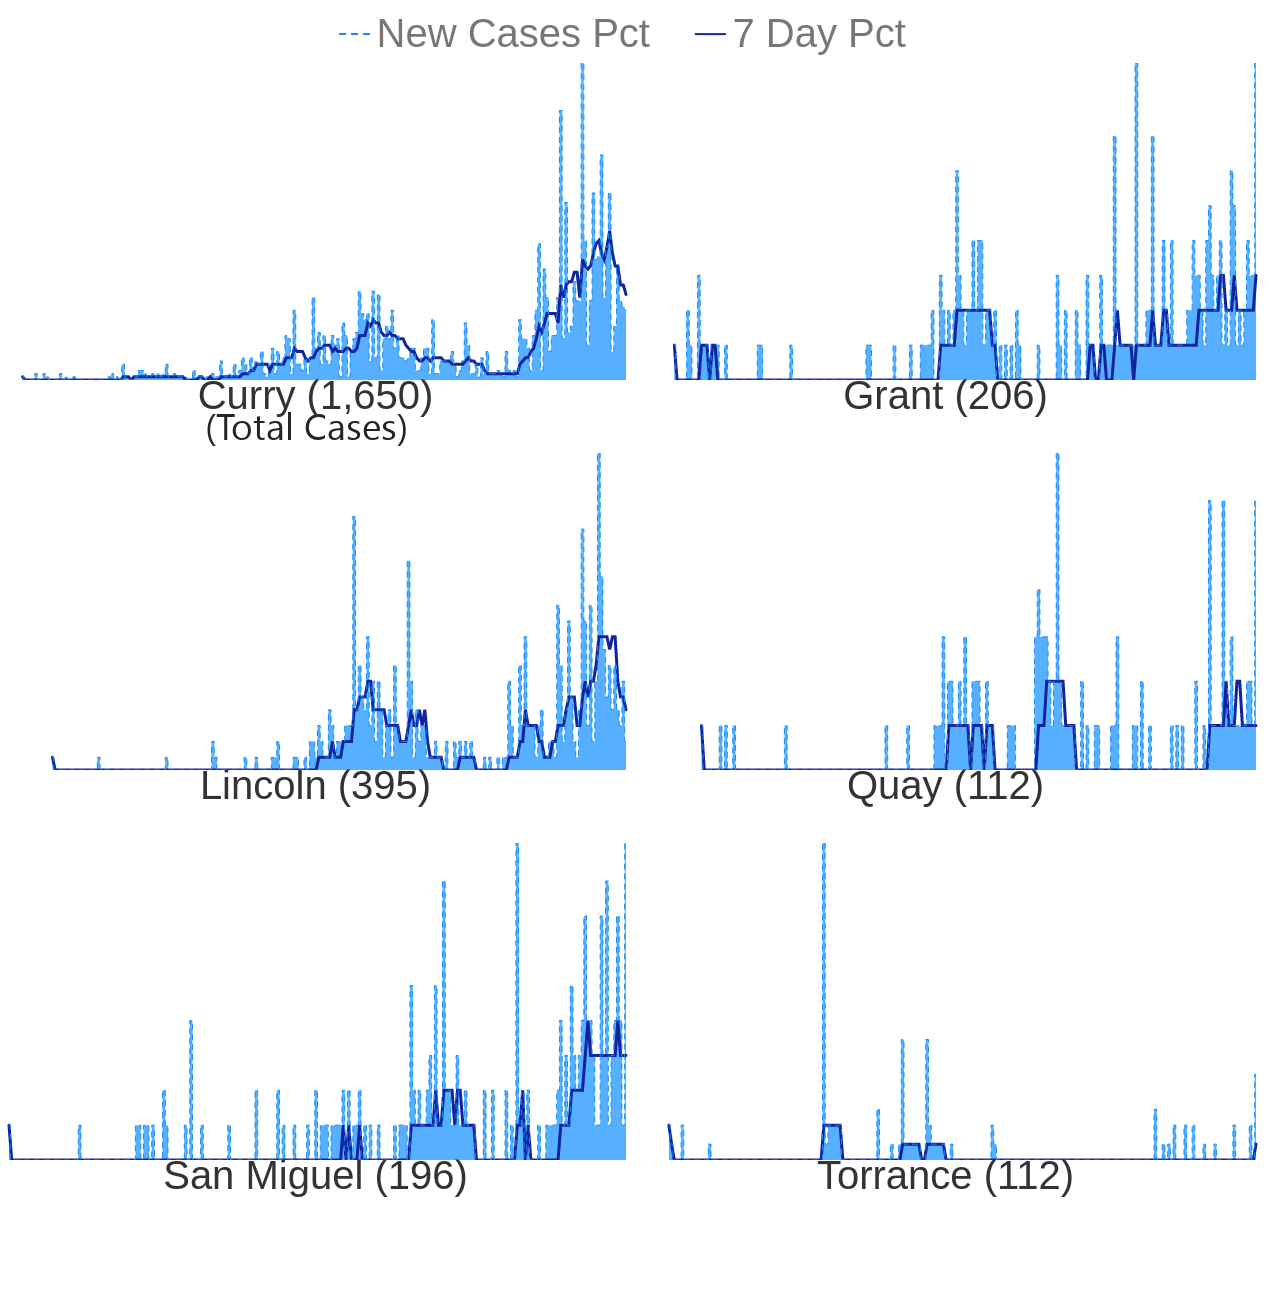 New Cases Pct 7 Day Pct
Curry (1,650) Grant (206)
(Total Cases)
Lincoln (395) Quay (112)
San Miguel (196) Torrance (112)